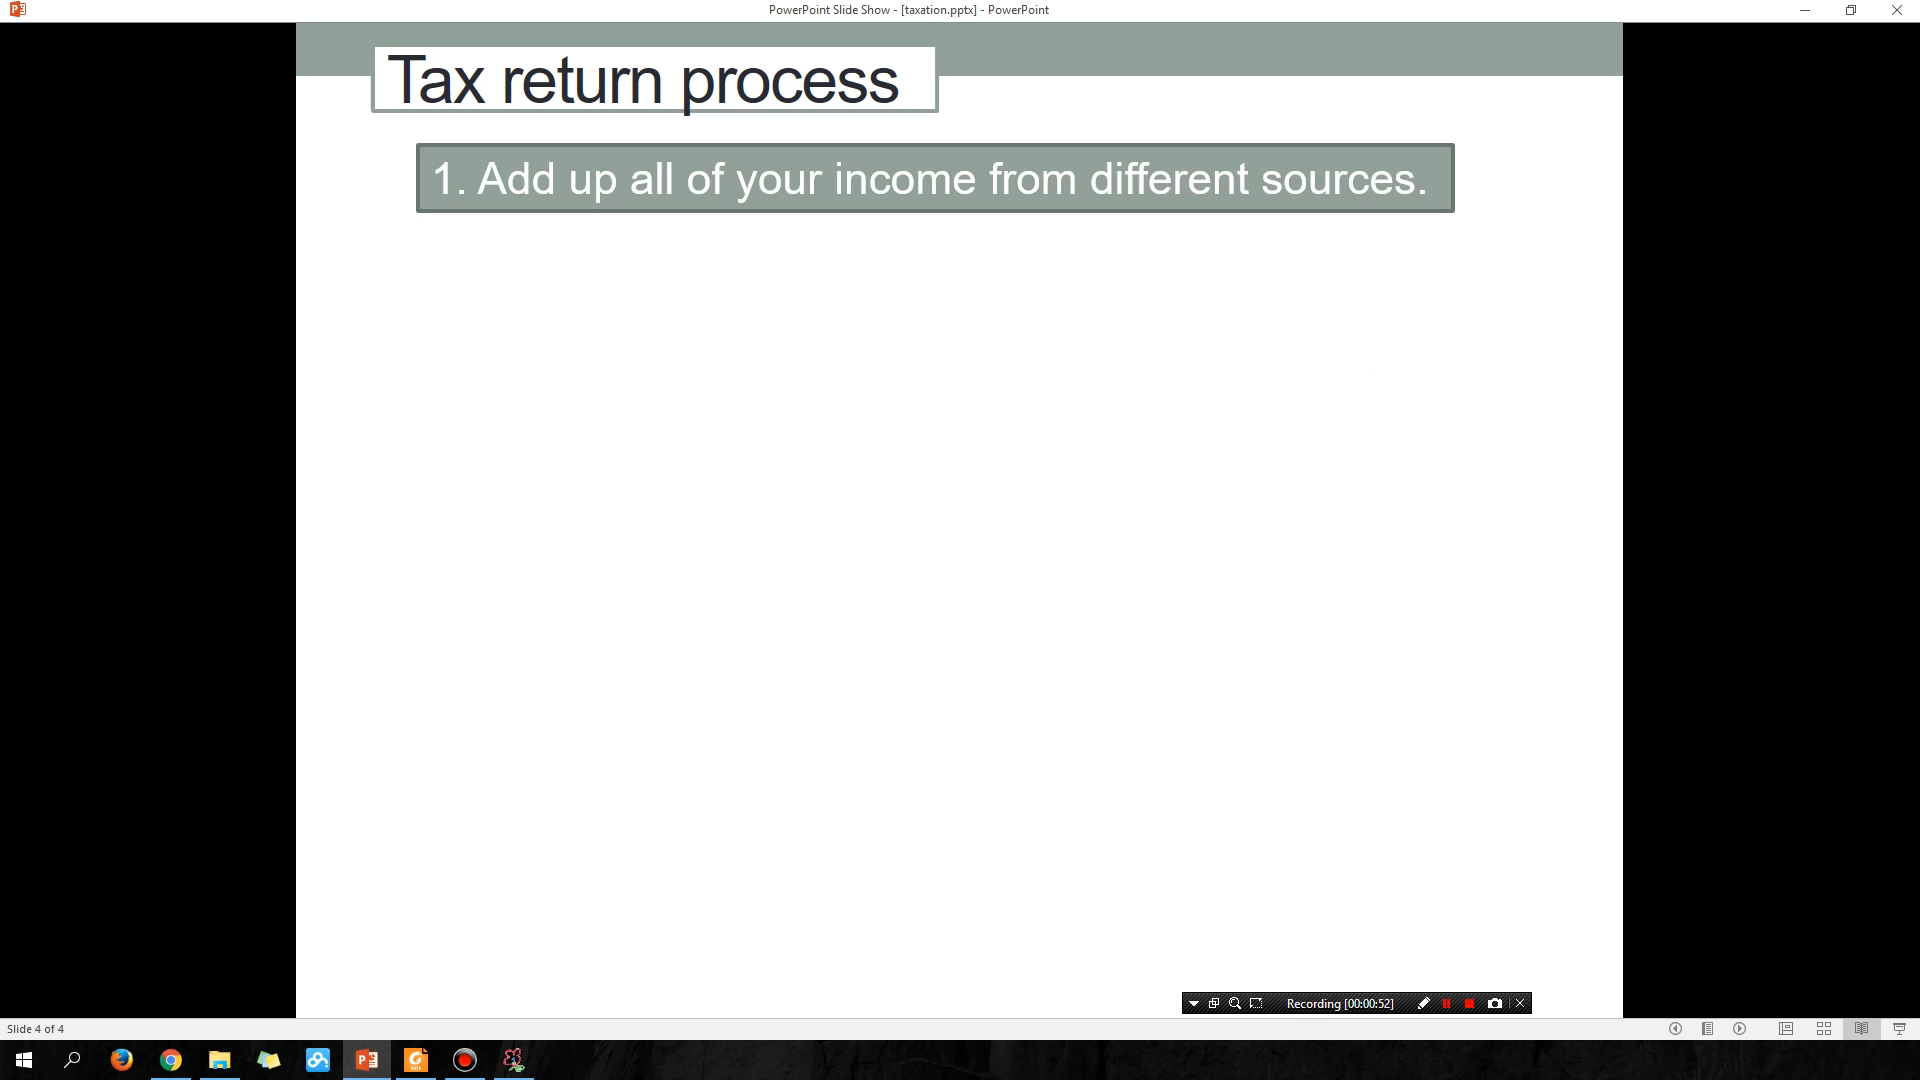 PowerPoint Slide Show - [taxation.pptx] - PowerPoint
Tax return process
1. Add up all of your income from different sources.
Recording [00:00:52]
Slide 4 of 4